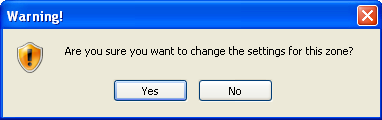 Warning!
Are you sure you want to change the settings for this zone?
Yes
No